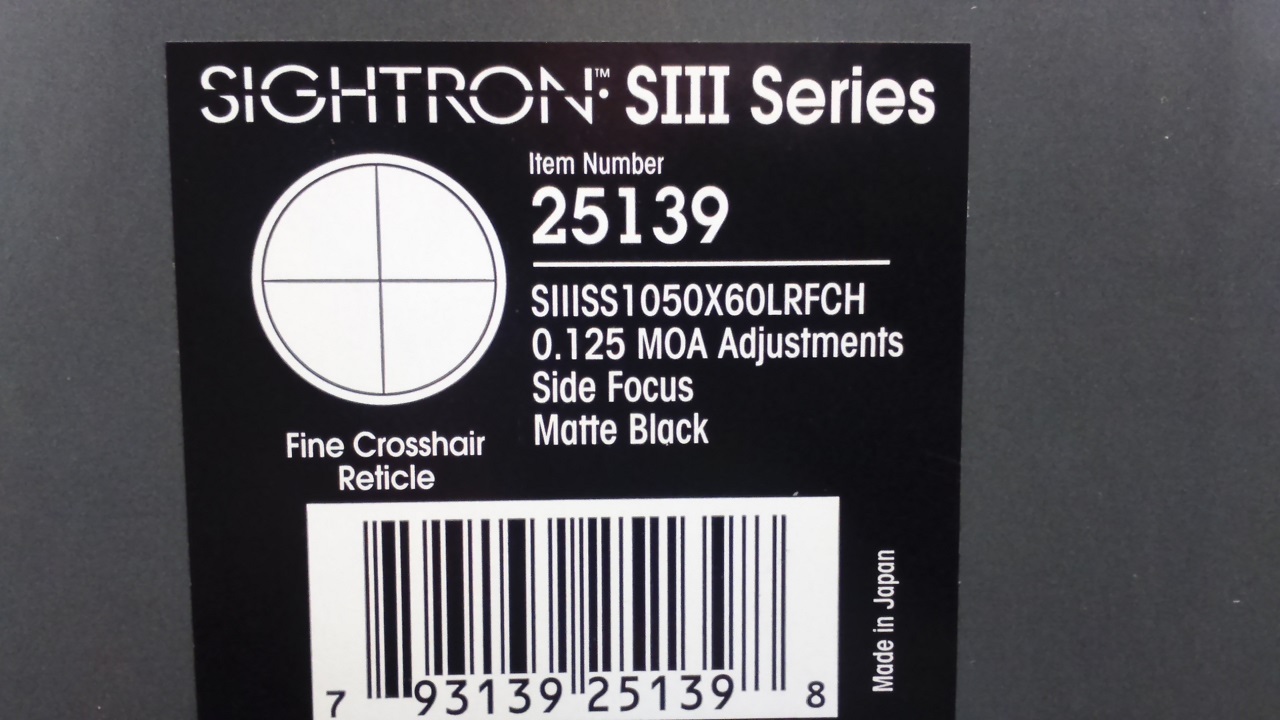 SIGHTRON™ SIII Series
Item Number
25139
SIIISS1050X60LRFCH
0.125 MOA Adjustments
Side Focus
Matte Black
Fine Crosshair
Reticle
7 93139 25139 8
Made in Japan